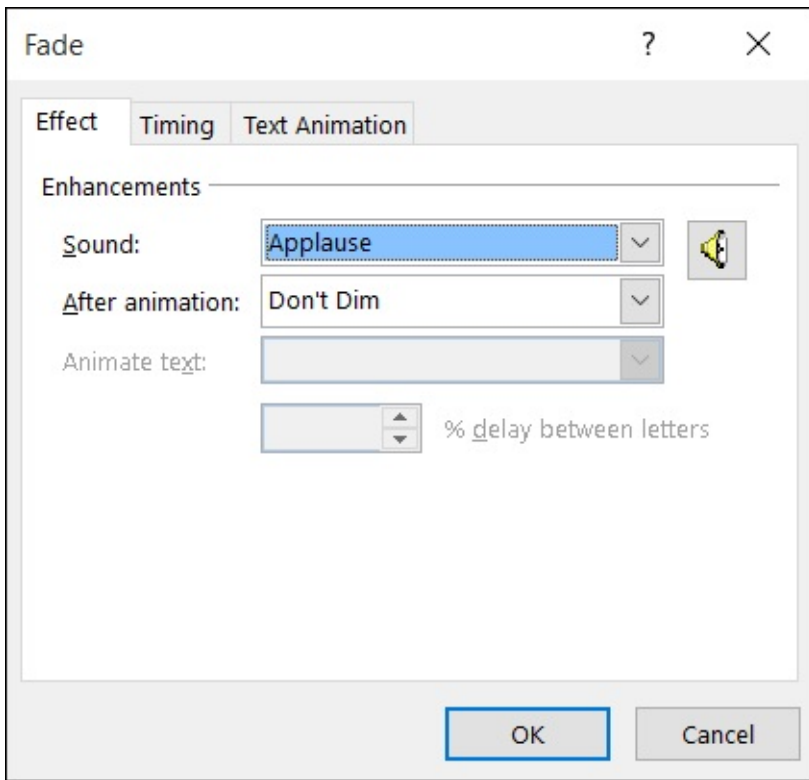 Fade ?
Effect Timing Text Animation
Enhancements
Sound: Applause
After animation: Don't Dim
Animate text:
% delay between letters
OK Cancel